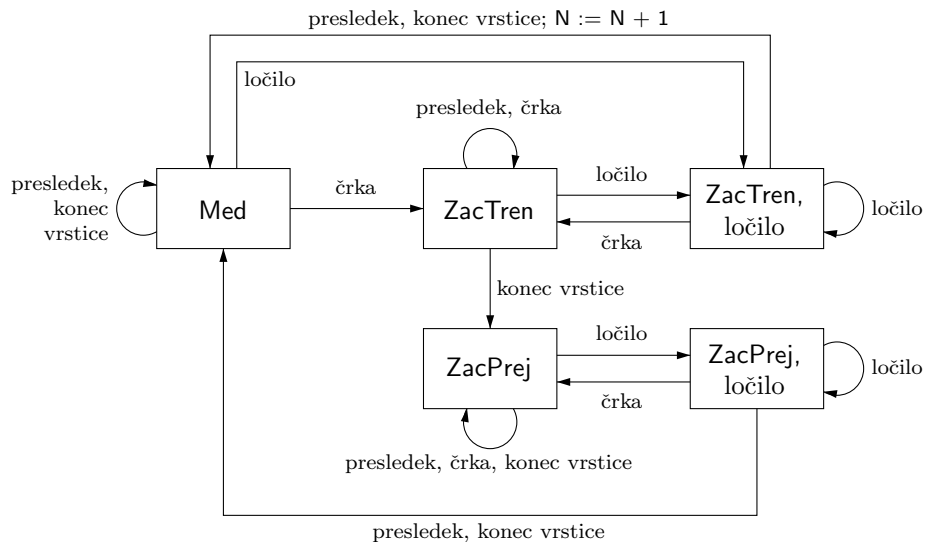 presledek, konec vrstice; N := N + 1
ločilo
presledek, črka
presledek,
konec
vrstice
Med
črka
ZacTren
ločilo
črka
ZacTren,
ločilo
ločilo
konec vrstice
ZacPrej
ločilo
črka
ZacPrej,
ločilo
ločilo
presledek, črka, konec vrstice
presledek, konec vrstice